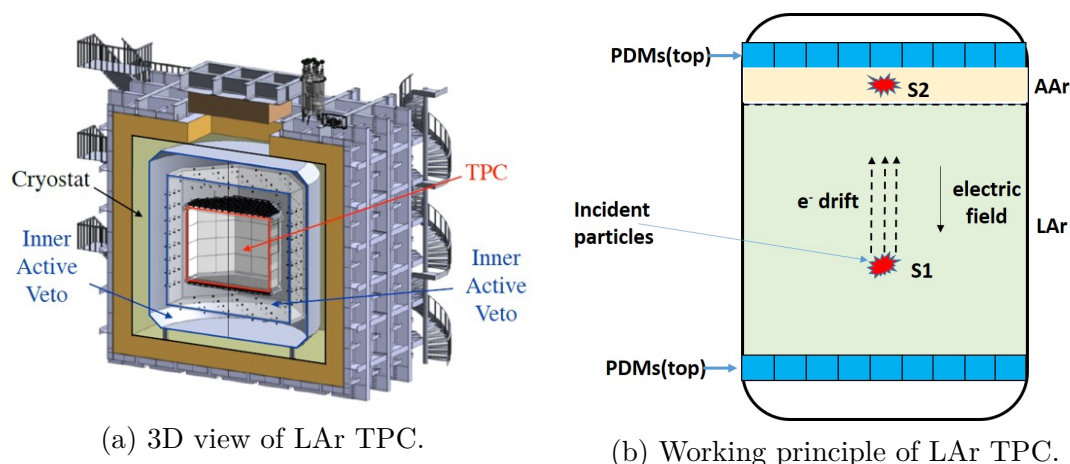 TPC
Cryostat
Inner
Active
Veto
Inner
Active
Veto
(a) 3D view of LAr TPC.
PDMs(top)
S2
AAr
e⁻ drift
electric
field
LAr
Incident
particles
S1
PDMs(top)
(b) Working principle of LAr TPC.